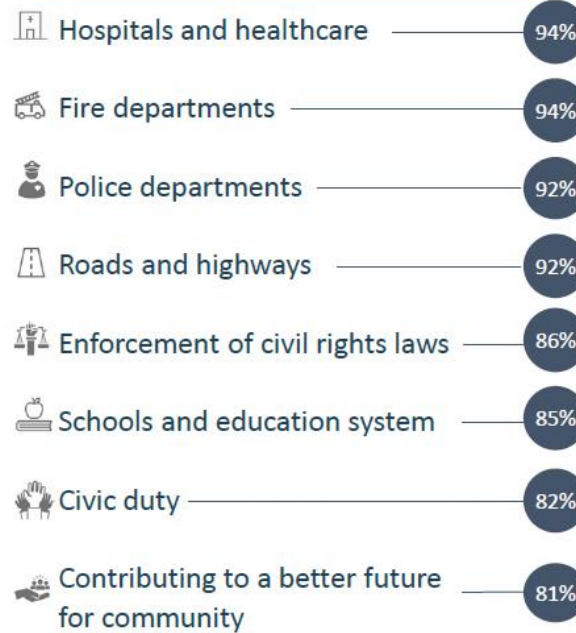 Hospitals and healthcare 94%
Fire departments 94%
Police departments 92%
Roads and highways 92%
Enforcement of civil rights laws 86%
Schools and education system 85%
Civic duty 82%
Contributing to a better future
for community 81%